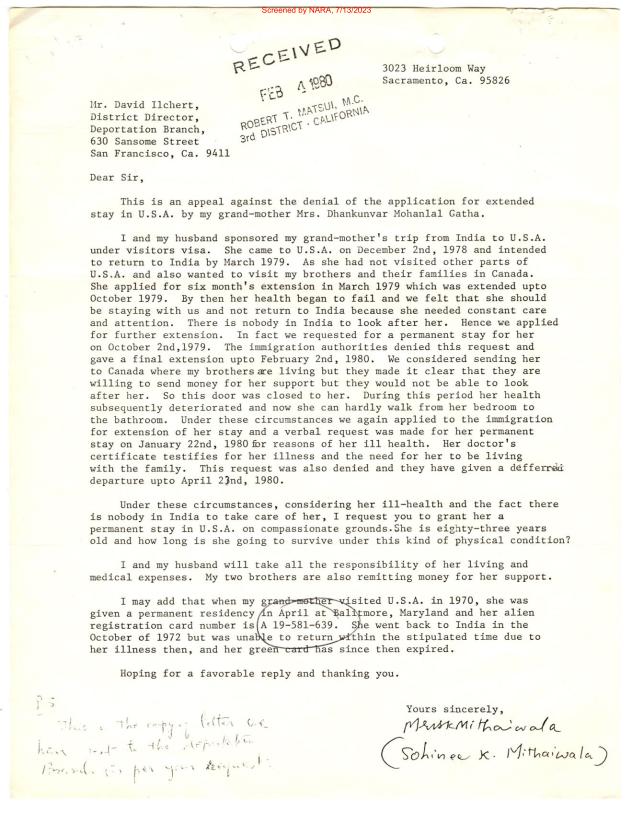 Screened by NARA, 7/13/2023
RECEIVED
FEB 4 1980
ROBERT T. MATSUI, M.C.
3rd DISTRICT - CALIFORNIA
3023 Heirloom Way
Sacramento, Ca. 95826
Mr. David Ilchert,
District Director,
Deportation Branch,
630 Sansome Street
San Francisco, Ca. 9411
Dear Sir,
This is an appeal against the denial of the application for extended
stay in U.S.A. by my grand-mother Mrs. Dhankunvar Mohanlal Gatha.
I and my husband sponsored my grand-mother's trip from India to U.S.A.
under visitors visa. She came to U.S.A. on December 2nd, 1978 and intended
to return to India by March 1979. As she had not visited other parts of
U.S.A. and also wanted to visit my brothers and their families in Canada.
She applied for six month's extension in March 1979 which was extended upto
October 1979. By then her health began to fail and we felt that she should
be staying with us and not return to India because she needed constant care
and attention. There is nobody in India to look after her. Hence we applied
for further extension. In fact we requested for a permanent stay for her
on October 2nd,1979. The immigration authorities denied this request and
gave a final extension upto February 2nd, 1980. We considered sending her
to Canada where my brothers are living but they made it clear that they are
willing to send money for her support but they would not be able to look
after her. So this door was closed to her. During this period her health
subsequently deteriorated and now she can hardly walk from her bedroom to
the bathroom. Under these circumstances we again applied to the immigration
for extension of her stay and a verbal request was made for her permanent
stay on January 22nd, 1980 for reasons of her ill health. Her doctor's
certificate testifies for her illness and the need for her to be living
with the family. This request was also denied and they have given a defferred
departure upto April 22nd, 1980.
Under these circumstances, considering her ill-health and the fact there
is nobody in India to take care of her, I request you to grant her a
permanent stay in U.S.A. on compassionate grounds.She is eighty-three years
old and how long is she going to survive under this kind of physical condition?
I and my husband will take all the responsibility of her living and
medical expenses. My two brothers are also remitting money for her support.
I may add that when my grand-mother visited U.S.A. in 1970, she was
given a permanent residency in April at Baltmore, Maryland and her alien
registration card number is A 19-581-639. She went back to India in the
October of 1972 but was unable to return within the stipulated time due to
her illness then, and her green card has since then expired.
Hoping for a favorable reply and thanking you.
Yours sincerely,
(Sohinee K. Mithaiwala)
P.S
This is the copy of letter we
have sent to the deportation
Branch as per your request.